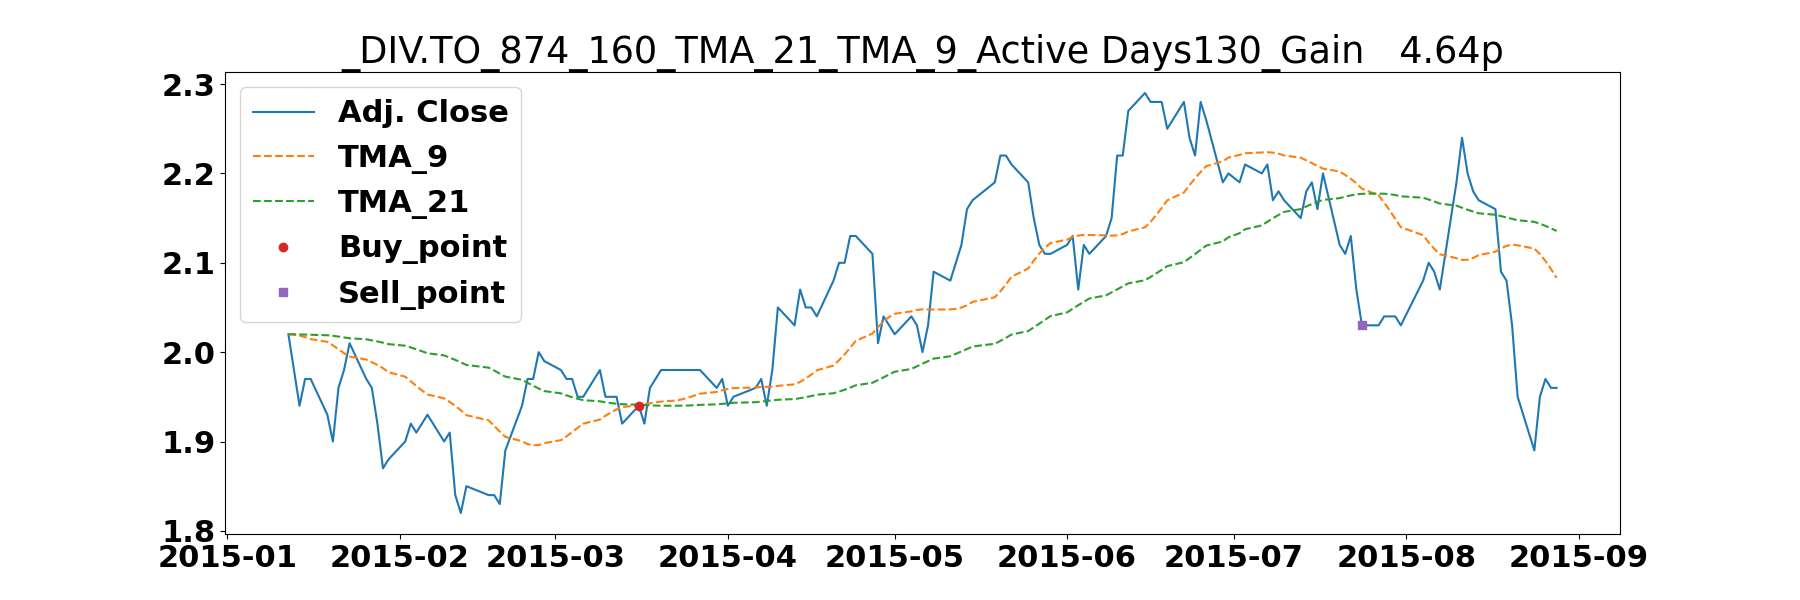 _DIV.TO_874_160_TMA_21_TMA_9_Active Days130_Gain   4.64p
2.3
2.2
2.1
2.0
1.9
1.8
Adj. Close
TMA_9
TMA_21
Buy_point
Sell_point
2015-01 2015-02 2015-03 2015-04 2015-05 2015-06 2015-07 2015-08 2015-09